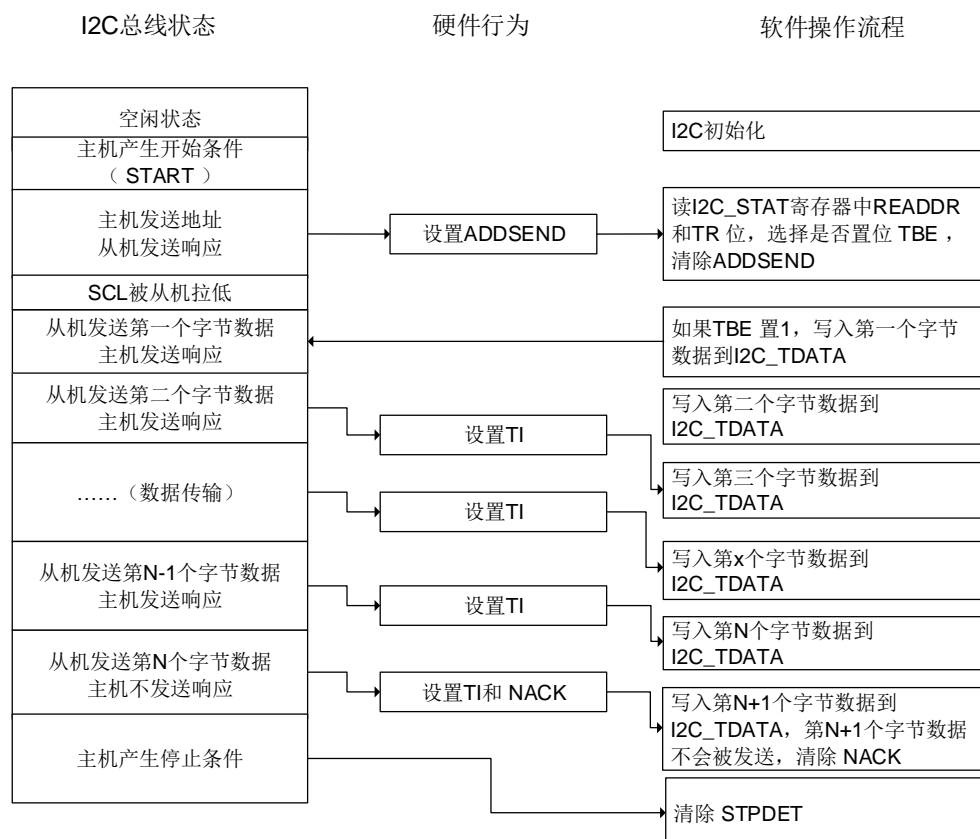 I2C总线状态
硬件行为
软件操作流程
空闲状态
I2C初始化
主机产生开始条件
（ START ）
主机发送地址
从机发送响应
设置ADDSEND
读I2C_STAT寄存器中READDR
和TR 位，选择是否置位 TBE ，
清除ADDSEND
SCL被从机拉低
从机发送第一个字节数据
主机发送响应
如果TBE 置1，写入第一个字节
数据到I2C_TDATA
从机发送第二个字节数据
主机发送响应
设置TI
写入第二个字节数据到
I2C_TDATA
写入第三个字节数据到
I2C_TDATA
……（数据传输）
设置TI
写入第x个字节数据到
I2C_TDATA
从机发送第N-1个字节数据
主机发送响应
设置TI
写入第N个字节数据到
I2C_TDATA
从机发送第N个字节数据
主机不发送响应
设置TI和 NACK
写入第N+1个字节数据到
I2C_TDATA，第N+1个字节数据
不会被发送，清除 NACK
主机产生停止条件
清除 STPDET